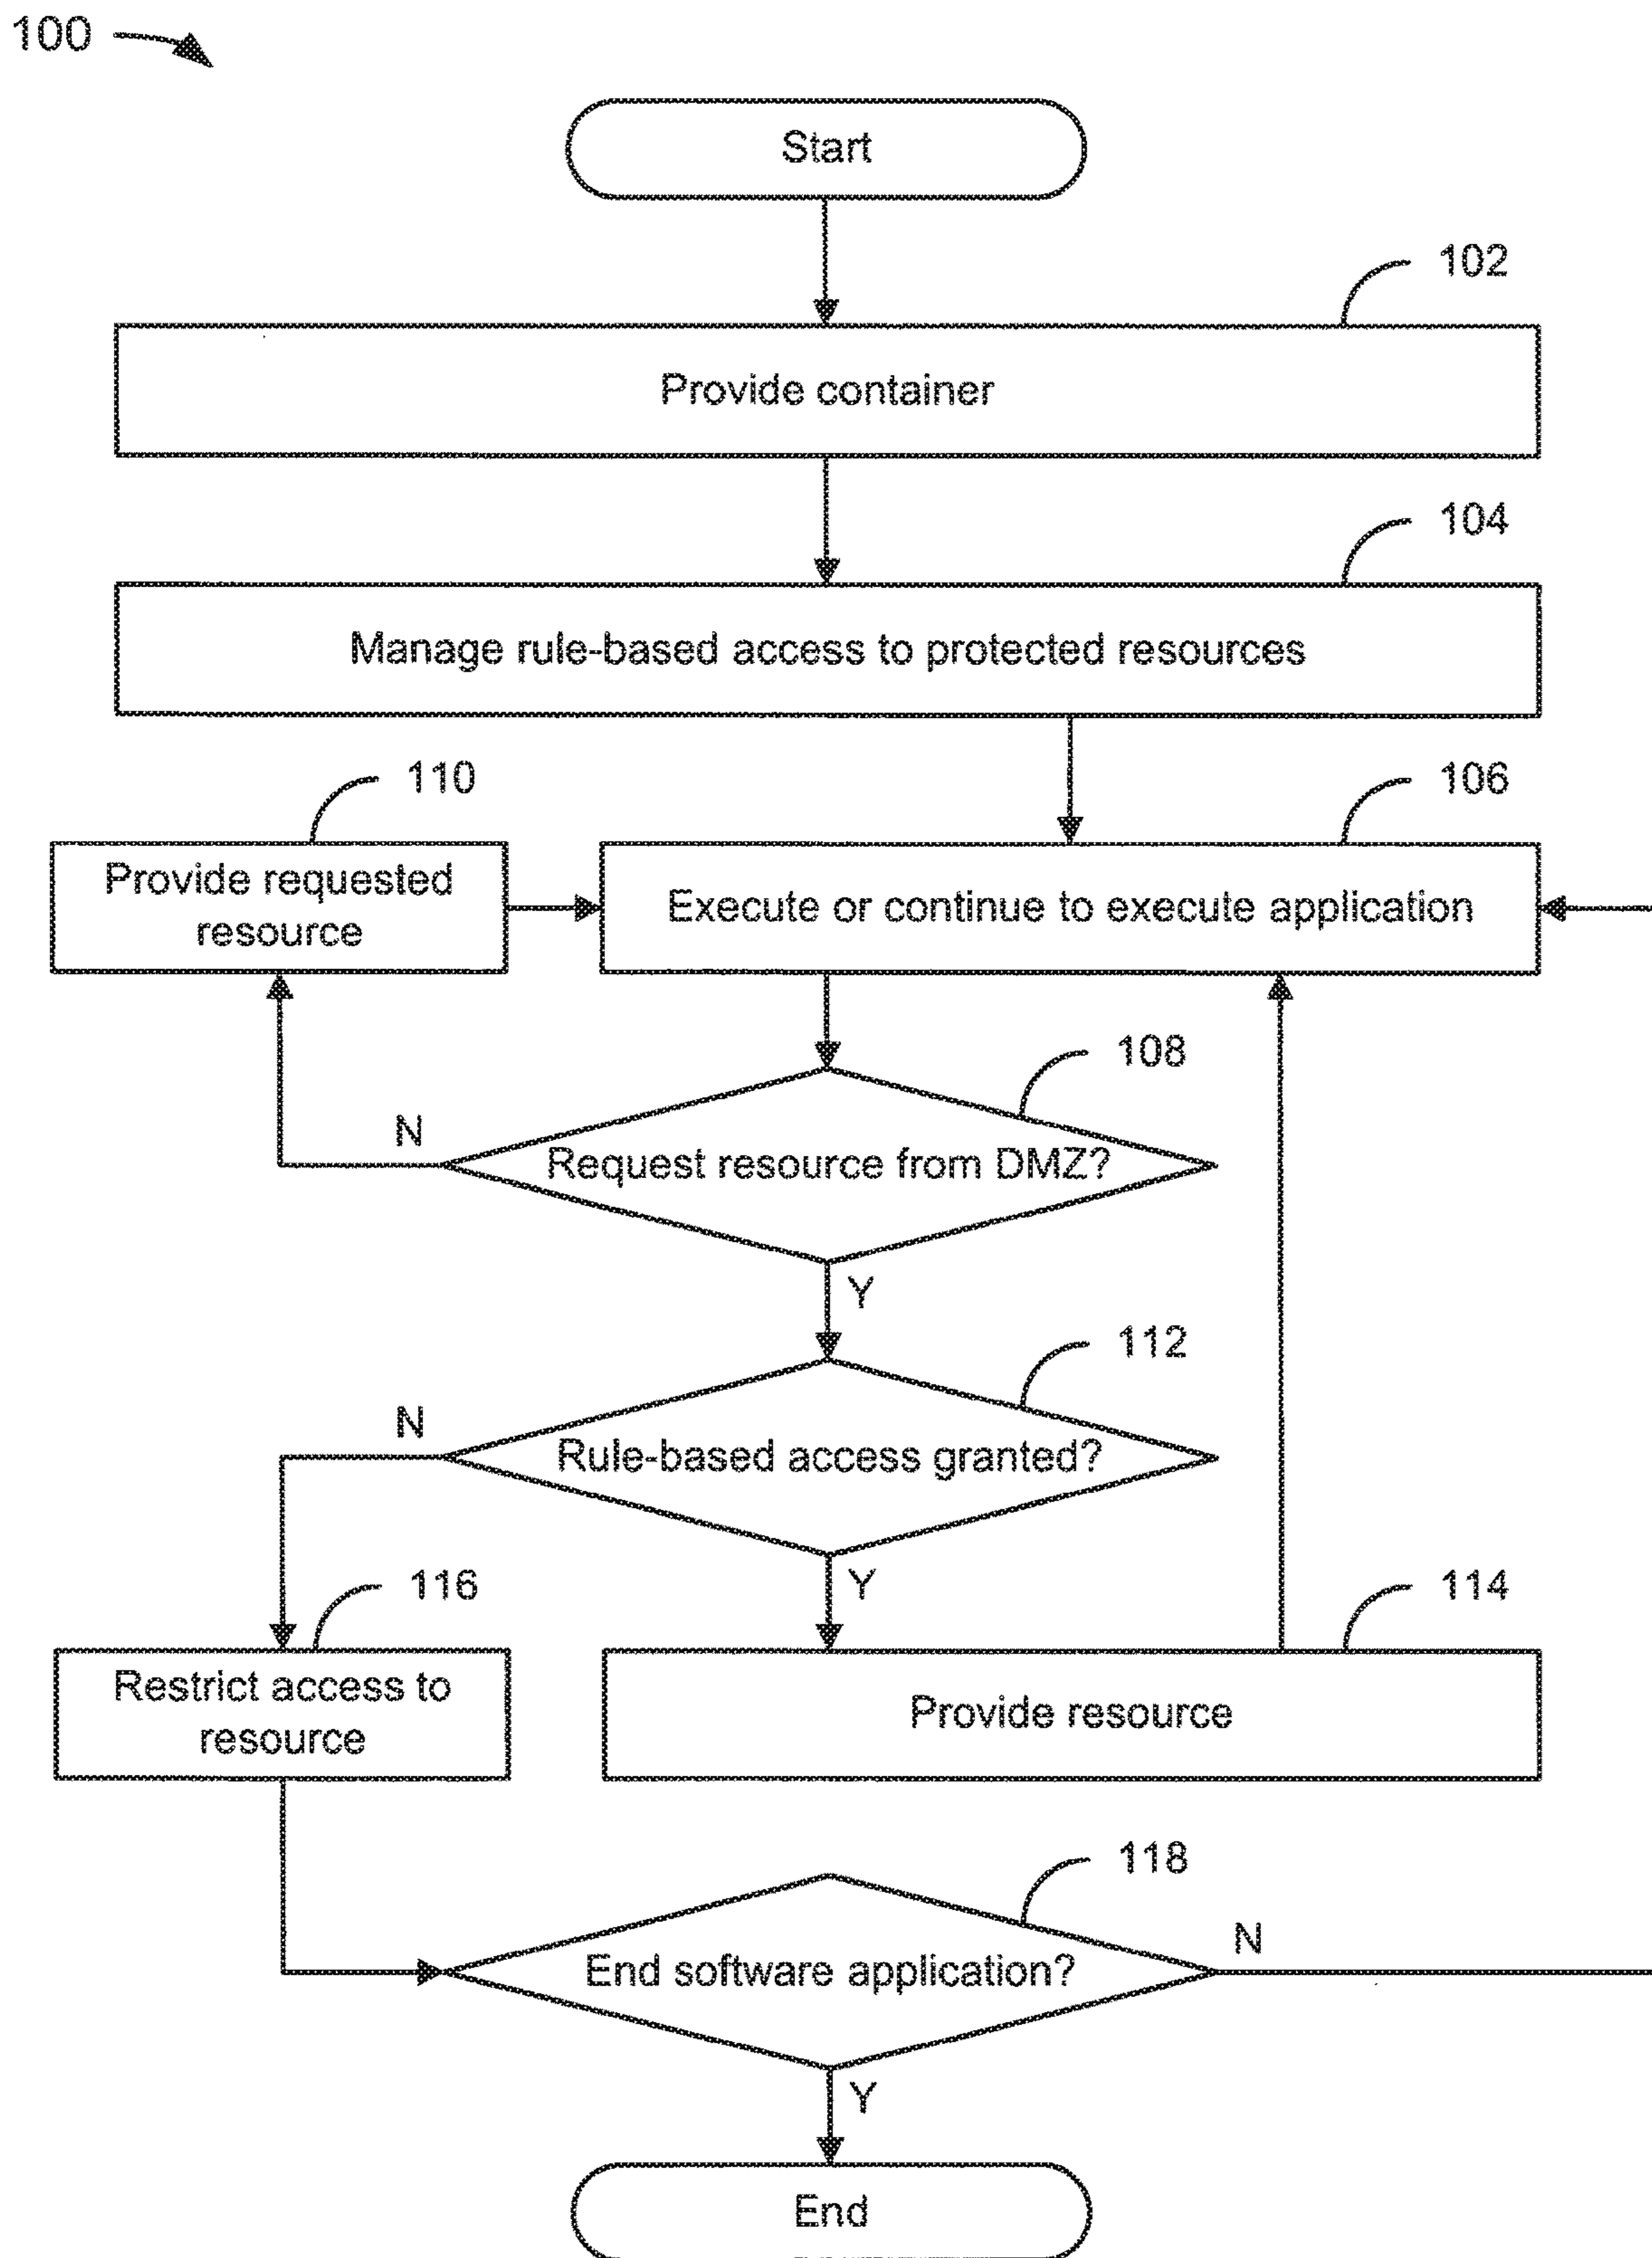 100
Start
102
Provide container
104
Manage rule-based access to protected resources
110
106
Provide requested
resource
Execute or continue to execute application
108
N
Request resource from DMZ?
Y
112
N
Rule-based access granted?
Y
116
114
Restrict access to
resource
Provide resource
118
N
End software application?
Y
End